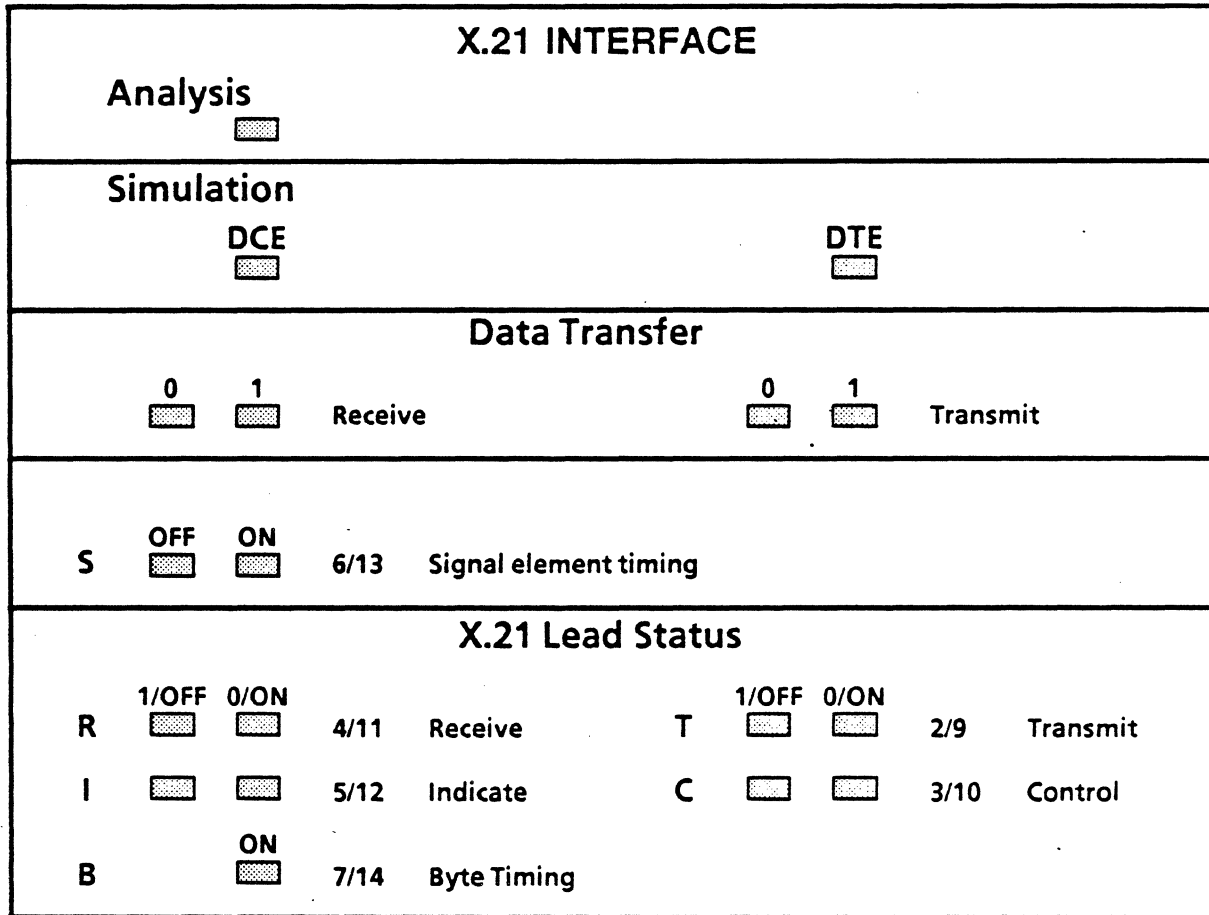 X.21 INTERFACE
Analysis
Simulation
DCE DTE
Data Transfer
0 1 Receive 0 1 Transmit
OFF ON
S 6/13 Signal element timing
X.21 Lead Status
1/OFF 0/ON 1/OFF 0/ON
R 4/11 Receive T 2/9 Transmit
I 5/12 Indicate C 3/10 Control
ON
B 7/14 Byte Timing